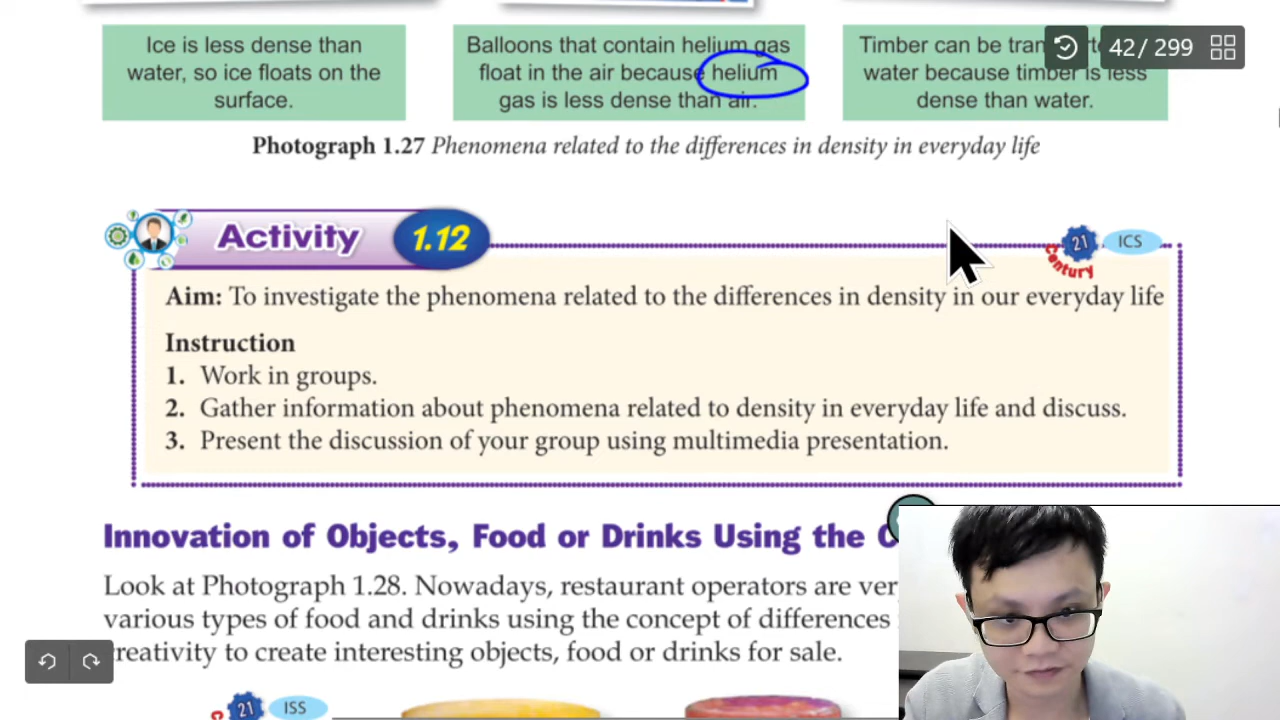 Ice is less dense than
water, so ice floats on the
surface.
Balloons that contain helium gas
float in the air because helium
gas is less dense than air.
Timber can be
water because timber is less
dense than water.
42/299
Photograph 1.27 Phenomena related to the differences in density in everyday life
Activity 1.12
21 Century
ICS
Aim: To investigate the phenomena related to the differences in density in our everyday life
Instruction
1. Work in groups.
2. Gather information about phenomena related to density in everyday life and discuss.
3. Present the discussion of your group using multimedia presentation.
Innovation of Objects, Food or Drinks Using the
Look at Photograph 1.28. Nowadays, restaurant operators are
various types of food and drinks using the concept of differences
creativity to create interesting objects, food or drinks for sale.
21
ISS